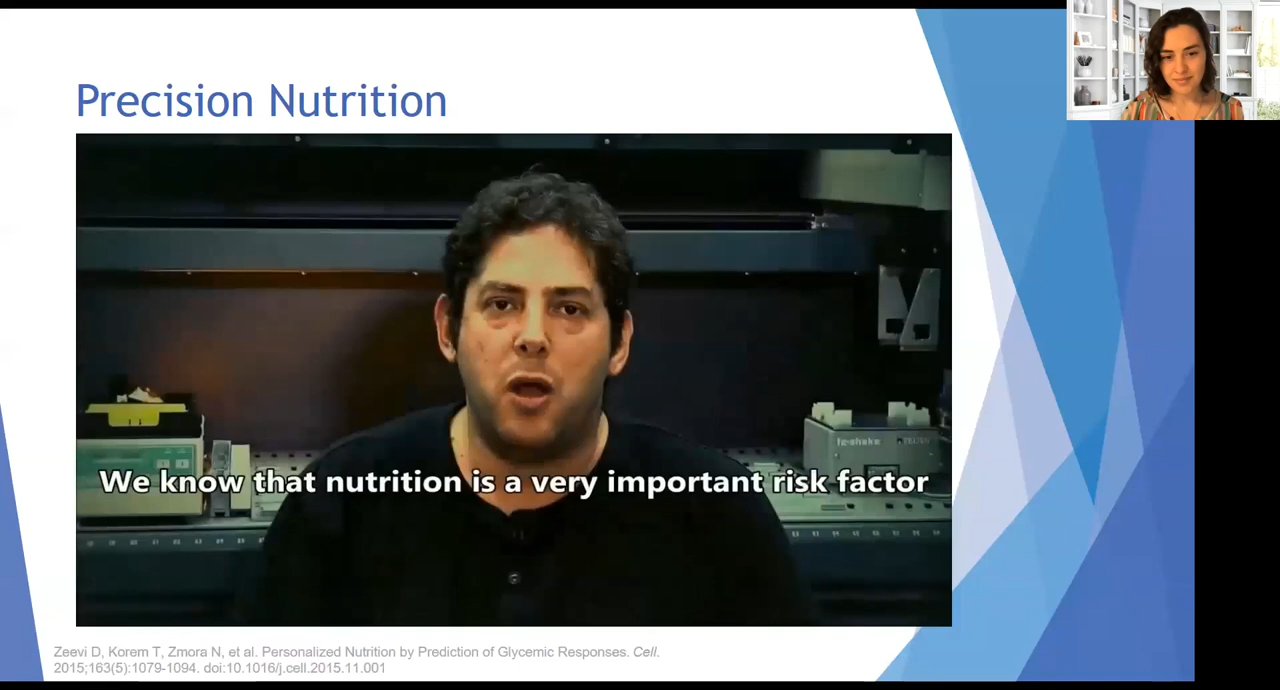 Precision Nutrition
We know that nutrition is a very important risk factor
Zeevi D, Korem T, Zmora N, et al. Personalized Nutrition by Prediction of Glycemic Responses. Cell.
2015;163(5):1079-1094. doi:10.1016/j.cell.2015.11.001